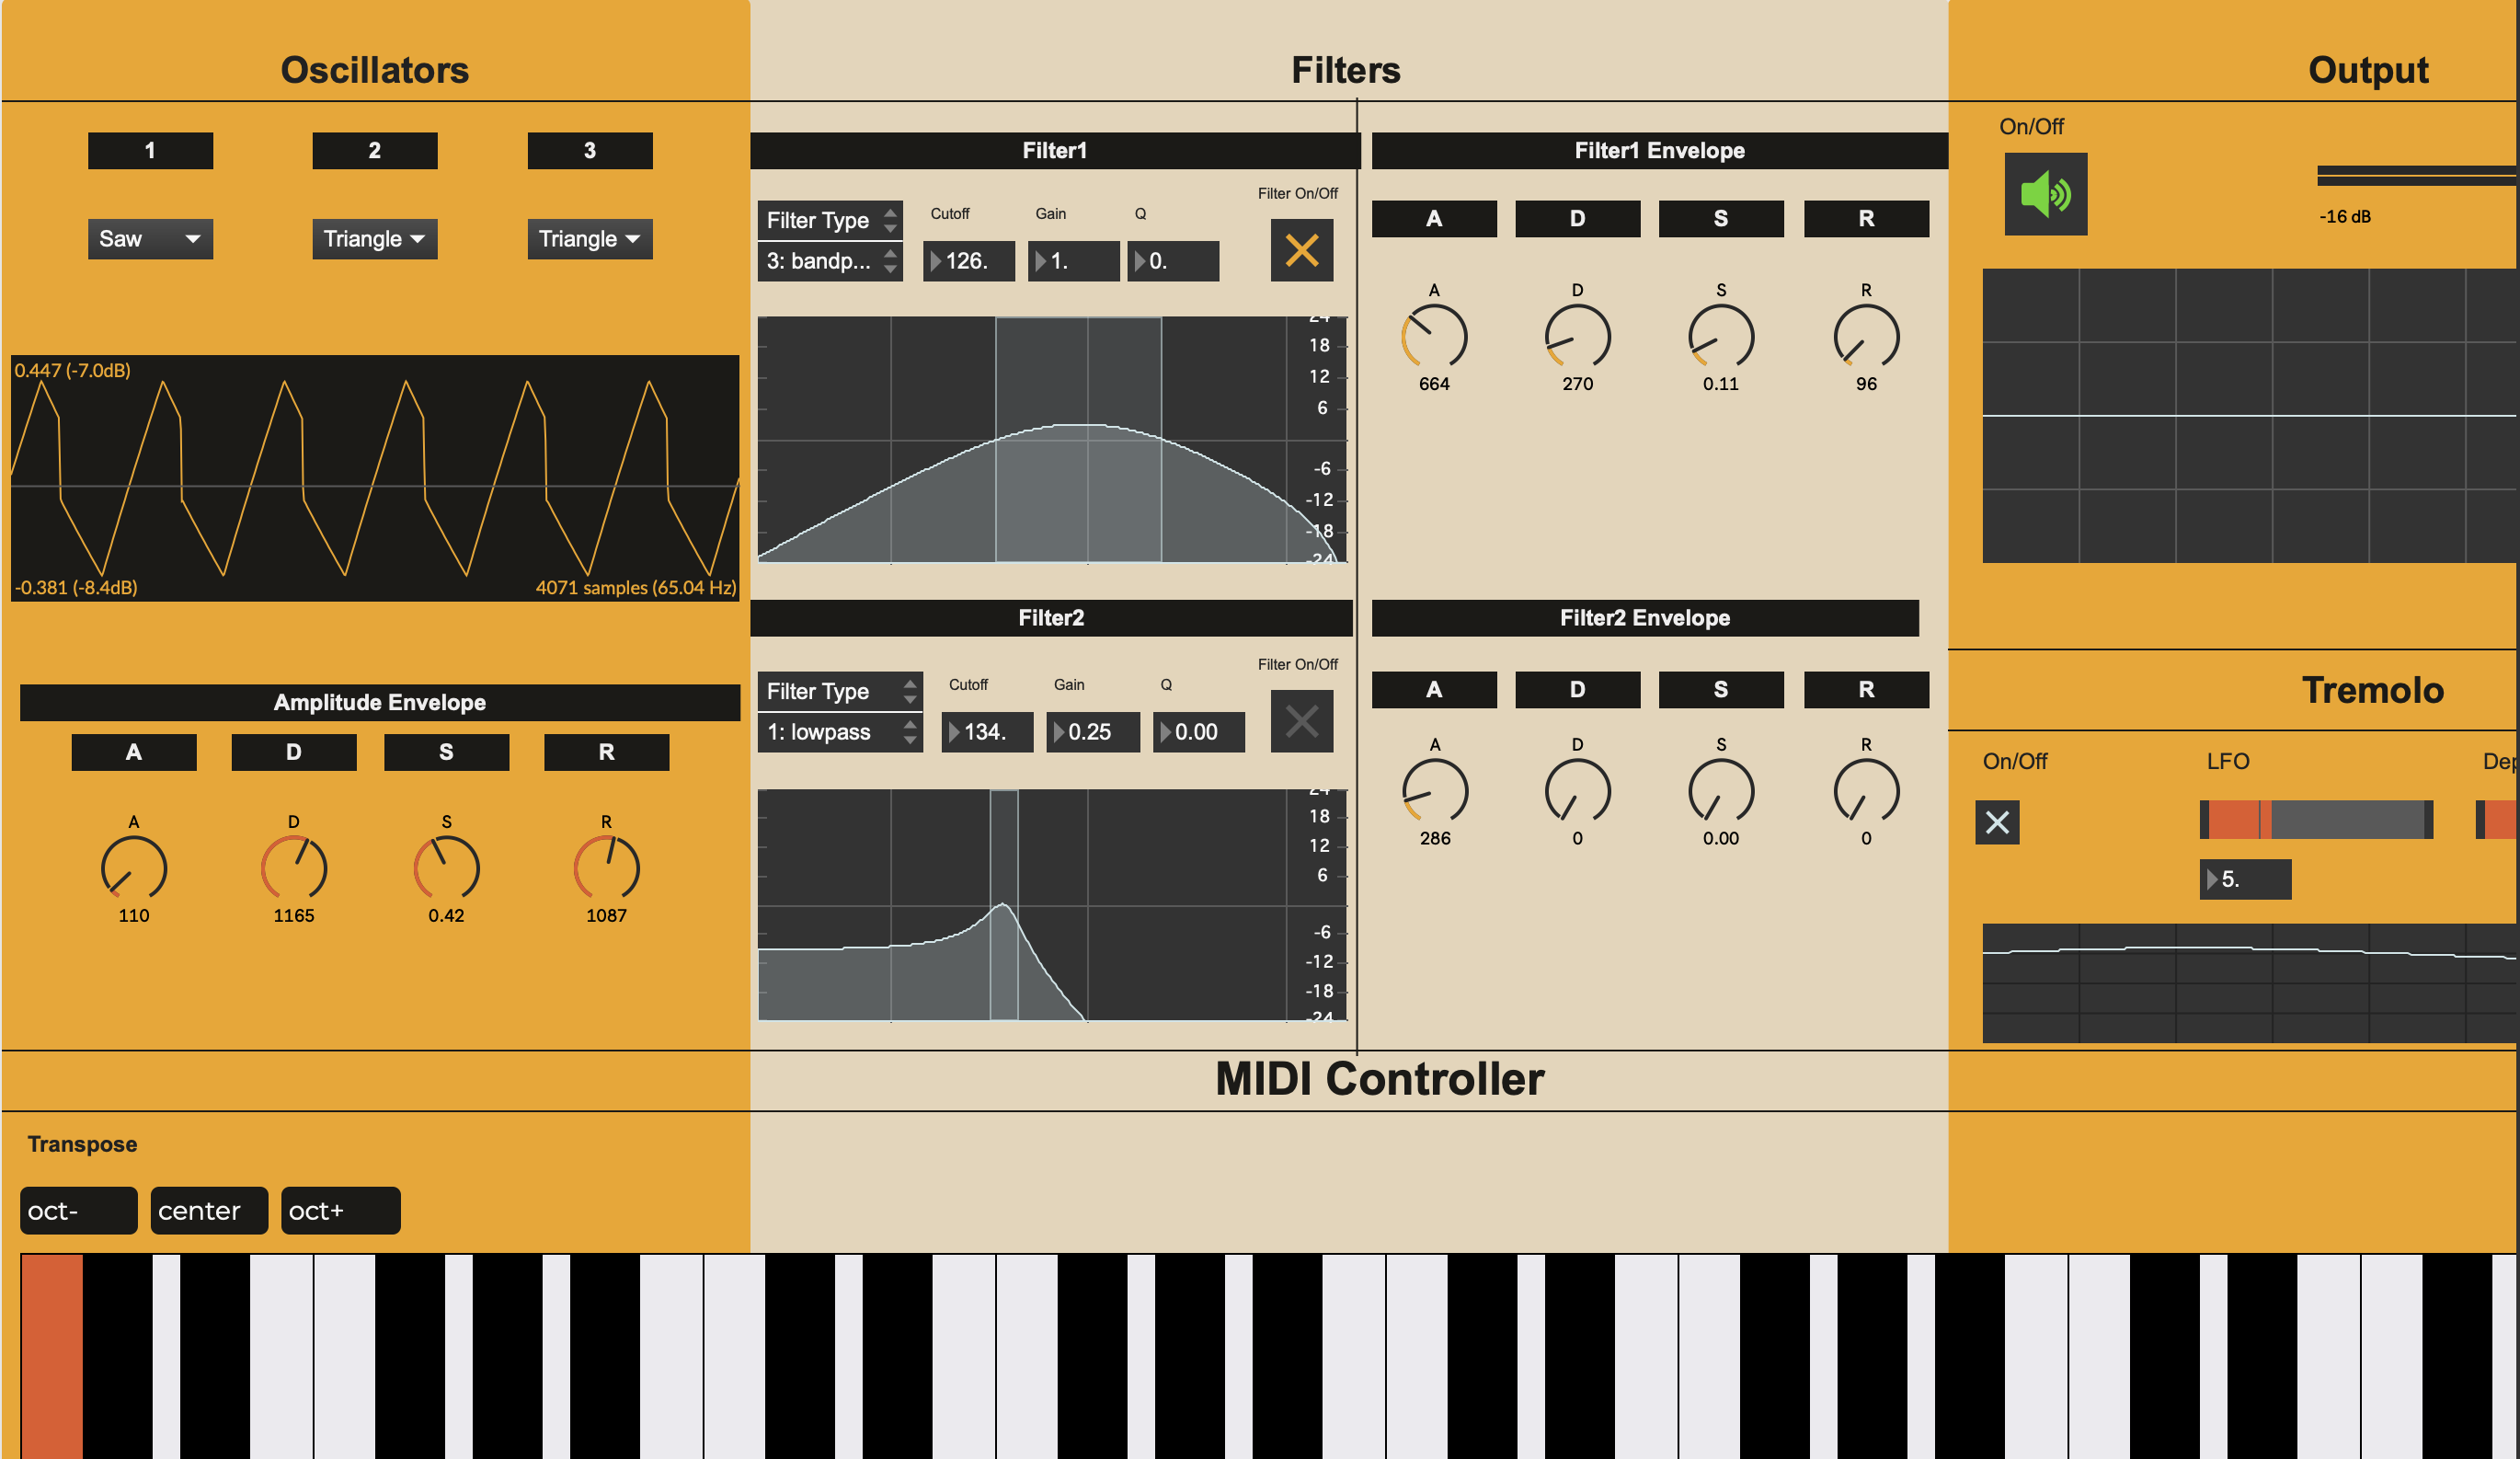 Oscillators
Filters
Output
1
2
3
Saw
Triangle
Triangle
0.447 (-7.0dB)
-0.381 (-8.4dB)
4071 samples (65.04 Hz)
Amplitude Envelope
A
D
S
R
A
D
S
R
110
1165
0.42
1087
Filter1
Filter Type
3: bandp...
Cutoff
126.
Gain
1.
Q
0.
Filter On/Off
24
18
12
6
-6
-12
-18
-24
Filter1 Envelope
A
D
S
R
A
D
S
R
664
270
0.11
96
Filter2
Filter Type
1: lowpass
Cutoff
134.
Gain
0.25
Q
0.00
Filter On/Off
24
18
12
6
-6
-12
-18
-24
Filter2 Envelope
A
D
S
R
A
D
S
R
286
0
0.00
0
On/Off
-16 dB
Tremolo
On/Off
LFO
5.
MIDI Controller
Transpose
oct-
center
oct+